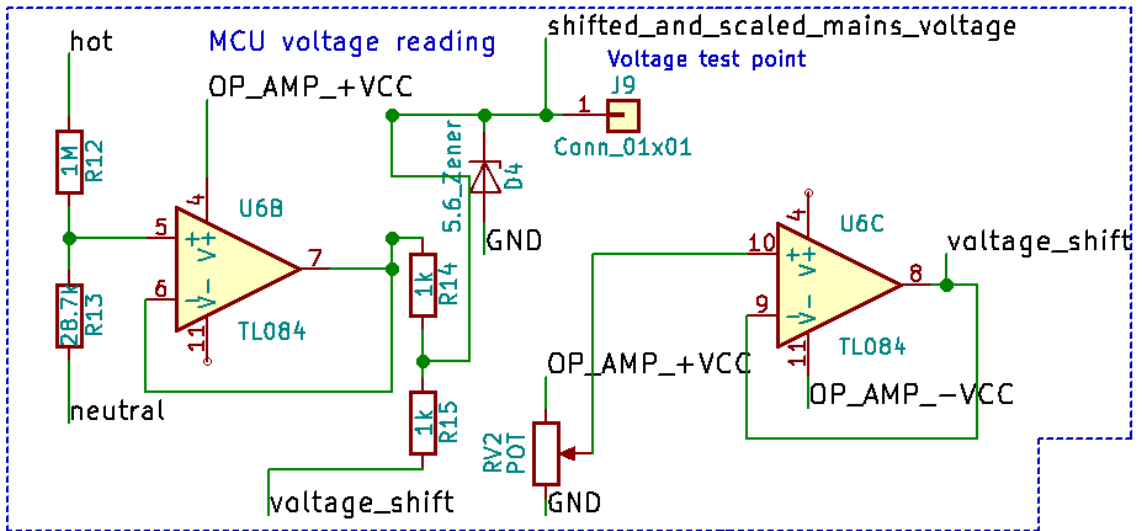 hot
MCU voltage reading
shifted_and_scaled_mains_voltage
Voltage test point
OP_AMP_+VCC
J9
1
Conn_01x01
1M
R12
5.6_Zener
D4
GND
4
U6B
5
V+
7
6
V-
11
TL084
28.7k
R13
neutral
1k
R14
1k
R15
voltage_shift
OP_AMP_+VCC
RV2
POT
GND
4
U6C
10
V+
8
voltage_shift
9
V-
11
TL084
OP_AMP_-VCC